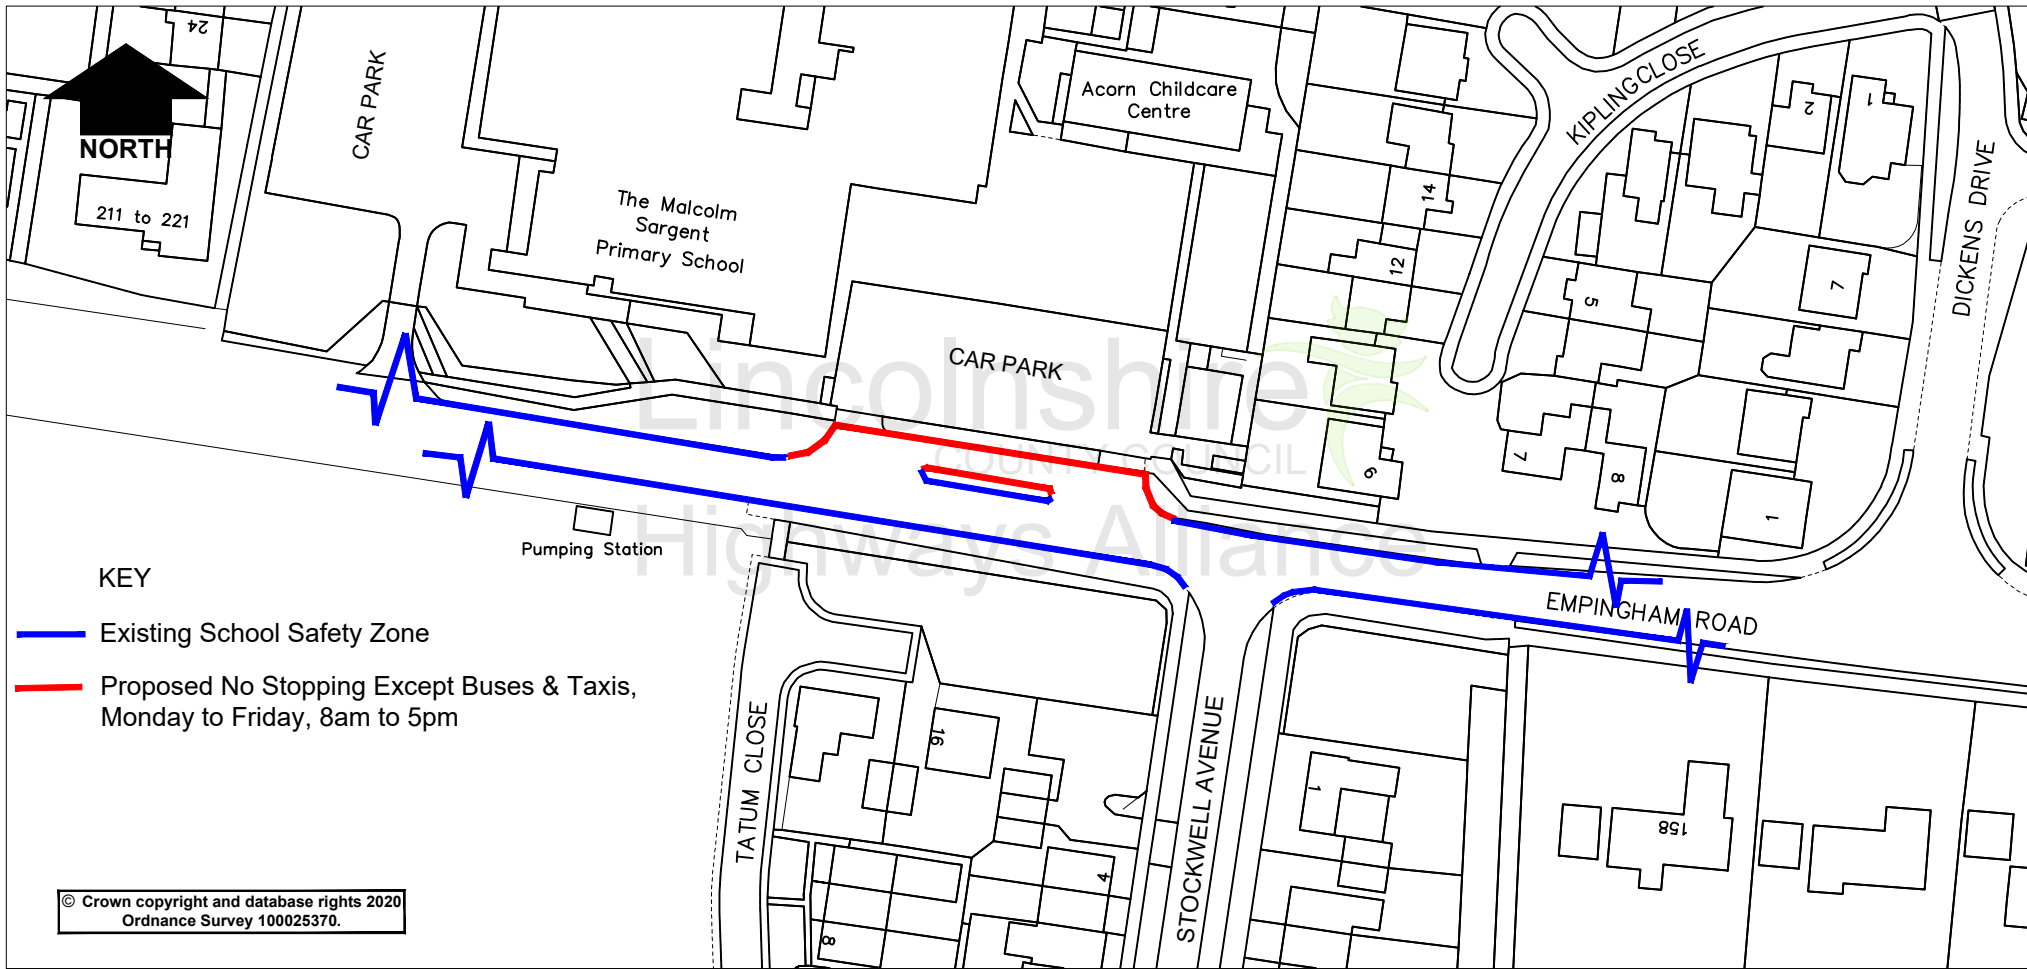 24
CAR PARK
NORTH
211 to 221
The Malcolm
Sargent
Primary School
Acorn Childcare
Centre
CAR PARK
14
12
9
KIPLING CLOSE
2
1
5
7
7
8
1
DICKENS DRIVE
Lincolnshire
COUNTY COUNCIL
Highways Alliance
Pumping Station
EMPINGHAM ROAD
KEY
Existing School Safety Zone
Proposed No Stopping Except Buses & Taxis,
Monday to Friday, 8am to 5pm
TATUM CLOSE
16
4
8
STOCKWELL AVENUE
1
158
© Crown copyright and database rights 2020
Ordnance Survey 100025370.